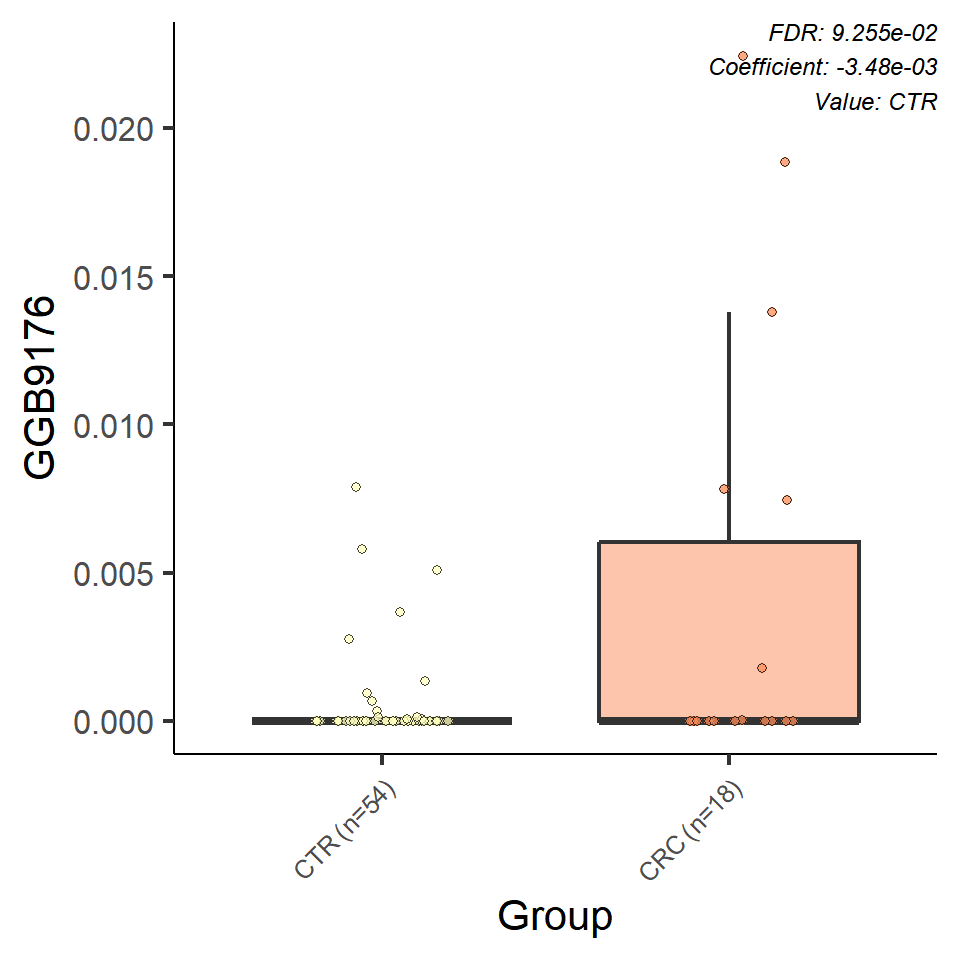 FDR: 9.255e-02
Coefficient: -3.48e-03
Value: CTR
0.020
0.015
0.010
0.005
0.000
GGB9176
CTR (n=54)
CRC (n=18)
Group